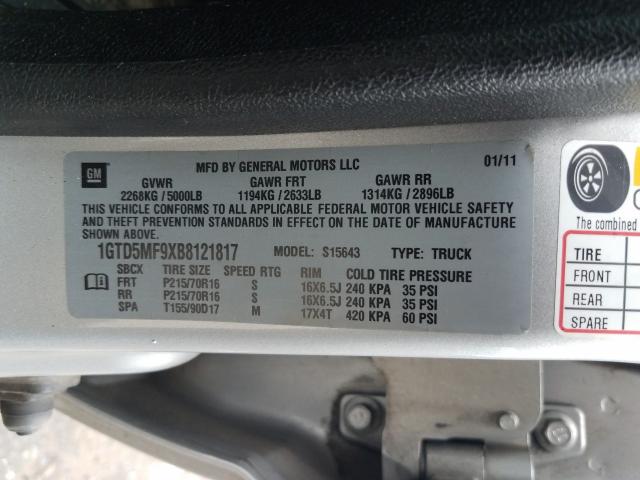 GM
MFD BY GENERAL MOTORS LLC 01/11
GVWR GAWR FRT GAWR RR
2268KG / 5000LB 1194KG / 2633LB 1314KG / 2896LB
THIS VEHICLE CONFORMS TO ALL APPLICABLE FEDERAL MOTOR VEHICLE SAFETY
AND THEFT PREVENTION STANDARDS IN EFFECT ON THE DATE OF MANUFACTURE
SHOWN ABOVE.
1GTD5MF9XB8121817 MODEL: S15643 TYPE: TRUCK
SBCX TIRE SIZE SPEED RTG RIM COLD TIRE PRESSURE
FRT P215/70R16 S 16X6.5J 240 KPA 35 PSI
RR P215/70R16 S 16X6.5J 240 KPA 35 PSI
SPA T155/90D17 M 17X4T 420 KPA 60 PSI
The combined
TIRE
FRONT
REAR
SPARE